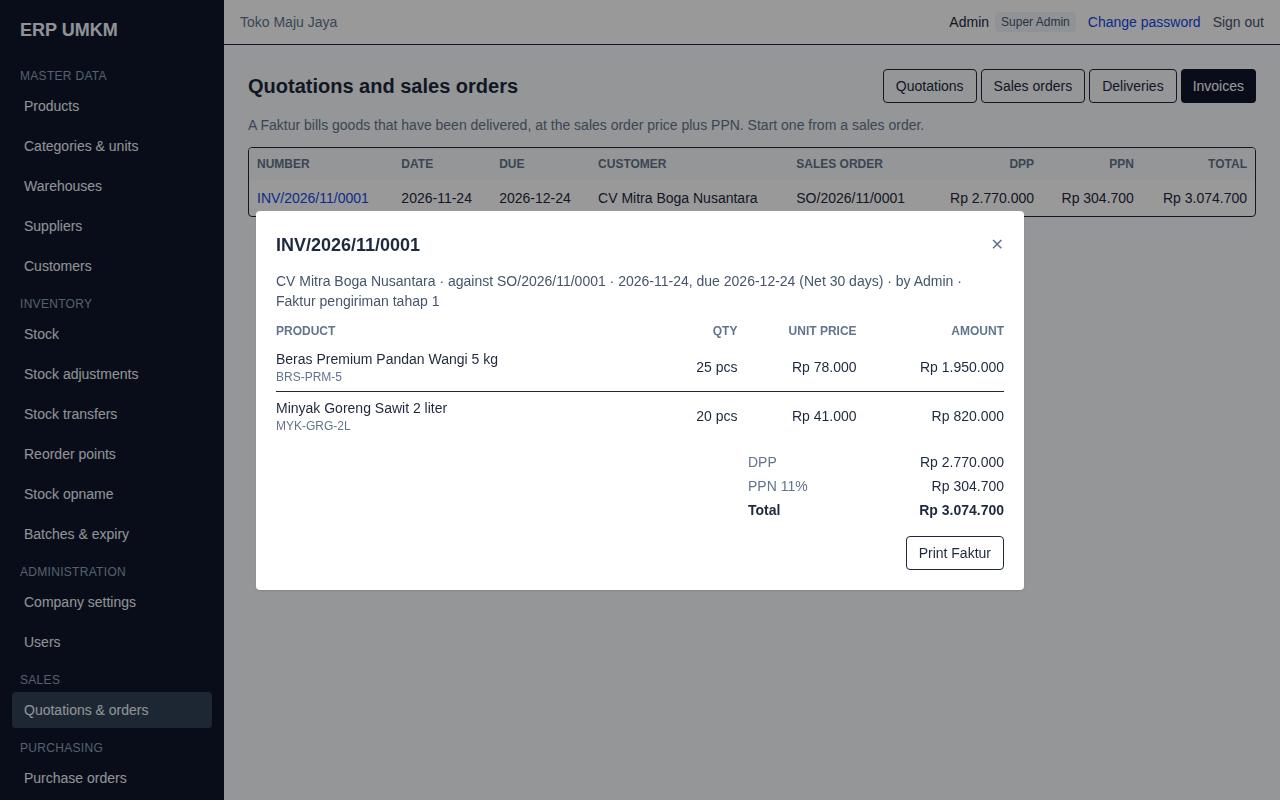 ERP UMKM
MASTER DATA
Products
Categories & units
Warehouses
Suppliers
Customers
INVENTORY
Stock
Stock adjustments
Stock transfers
Reorder points
Stock opname
Batches & expiry
ADMINISTRATION
Company settings
Users
SALES
Quotations & orders
PURCHASING
Purchase orders
Toko Maju Jaya
Admin Super Admin Change password Sign out
Quotations and sales orders
Quotations Sales orders Deliveries Invoices
A Faktur bills goods that have been delivered, at the sales order price plus PPN. Start one from a sales order.
NUMBER DATE DUE CUSTOMER SALES ORDER DPP PPN TOTAL
INV/2026/11/0001 2026-11-24 2026-12-24 CV Mitra Boga Nusantara SO/2026/11/0001 Rp 2.770.000 Rp 304.700 Rp 3.074.700
INV/2026/11/0001 ×
CV Mitra Boga Nusantara · against SO/2026/11/0001 · 2026-11-24, due 2026-12-24 (Net 30 days) · by Admin ·
Faktur pengiriman tahap 1
PRODUCT QTY UNIT PRICE AMOUNT
Beras Premium Pandan Wangi 5 kg
BRS-PRM-5
25 pcs Rp 78.000 Rp 1.950.000
Minyak Goreng Sawit 2 liter
MYK-GRG-2L
20 pcs Rp 41.000 Rp 820.000
DPP Rp 2.770.000
PPN 11% Rp 304.700
Total Rp 3.074.700
Print Faktur